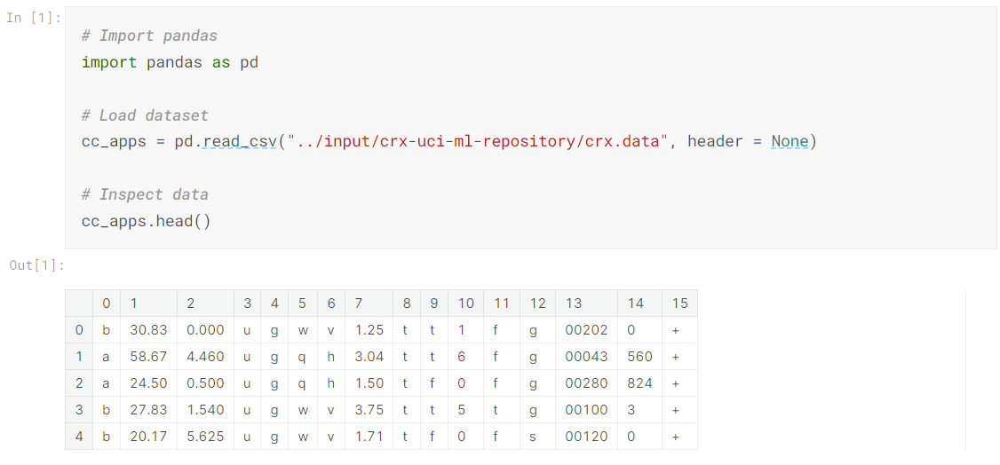 In [1]:
# Import pandas
import pandas as pd
# Load dataset
cc_apps = pd.read_csv("../input/crx-uci-ml-repository/crx.data", header = None)
# Inspect data
cc_apps.head()
Out[1]:
0 1 2 3 4 5 6 7 8 9 10 11 12 13 14 15
0 b 30.83 0.000 u g w v 1.25 t t 1 f g 00202 0 +
1 a 58.67 4.460 u g q h 3.04 t t 6 f g 00043 560 +
2 a 24.50 0.500 u g q h 1.50 t f 0 f g 00280 824 +
3 b 27.83 1.540 u g w v 3.75 t t 5 t g 00100 3 +
4 b 20.17 5.625 u g w v 1.71 t f 0 f s 00120 0 +